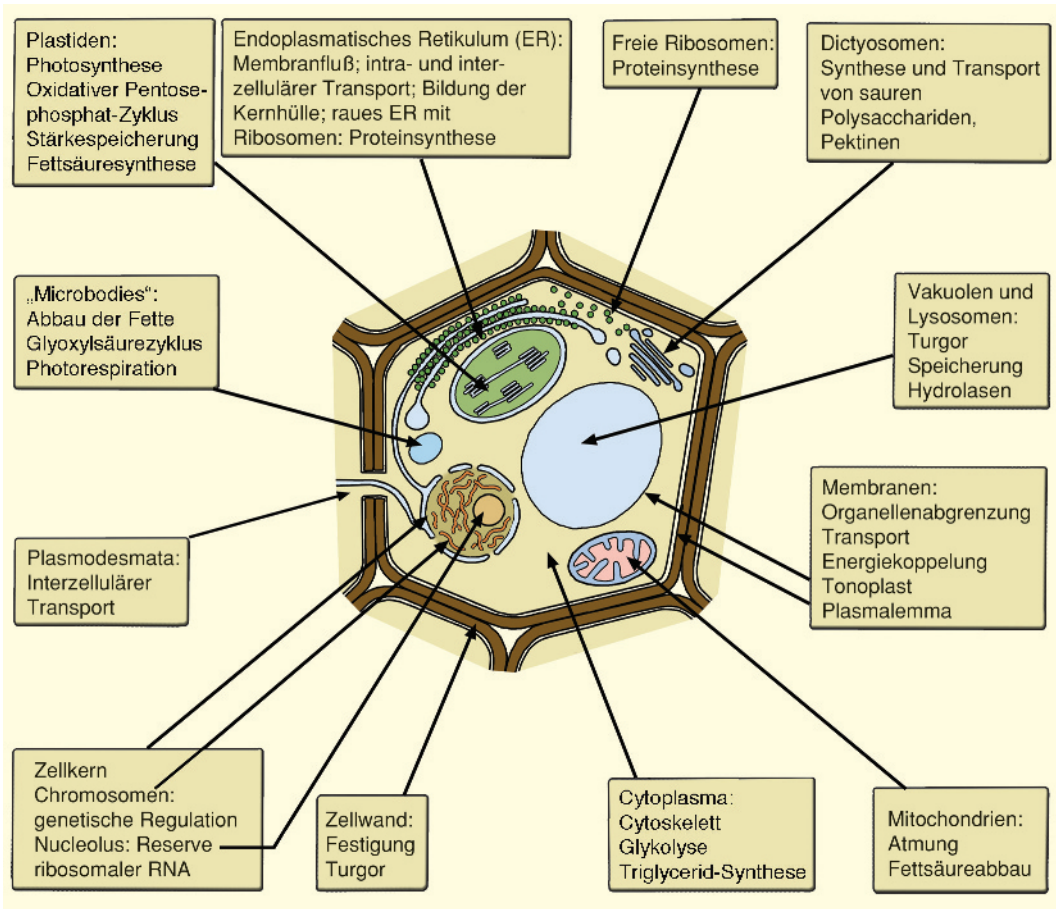 Plastiden:
Photosynthese
Oxidativer Pentose-
phosphat-Zyklus
Stärkespeicherung
Fettsäuresynthese
Endoplasmatisches Retikulum (ER):
Membranfluß; intra- und inter-
zellulärer Transport; Bildung der
Kernhülle; raues ER mit
Ribosomen: Proteinsynthese
Freie Ribosomen:
Proteinsynthese
Dictyosomen:
Synthese und Transport
von sauren
Polysacchariden,
Pektinen
„Microbodies“:
Abbau der Fette
Glyoxylsäurezyklus
Photorespiration
Vakuolen und
Lysosomen:
Turgor
Speicherung
Hydrolasen
Plasmodesmata:
Interzellulärer
Transport
Membranen:
Organellenabgrenzung
Transport
Energiekoppelung
Tonoplast
Plasmalemma
Zellkern
Chromosomen:
genetische Regulation
Nucleolus: Reserve
ribosomaler RNA
Zellwand:
Festigung
Turgor
Cytoplasma:
Cytoskelett
Glykolyse
Triglycerid-Synthese
Mitochondrien:
Atmung
Fettsäureabbau